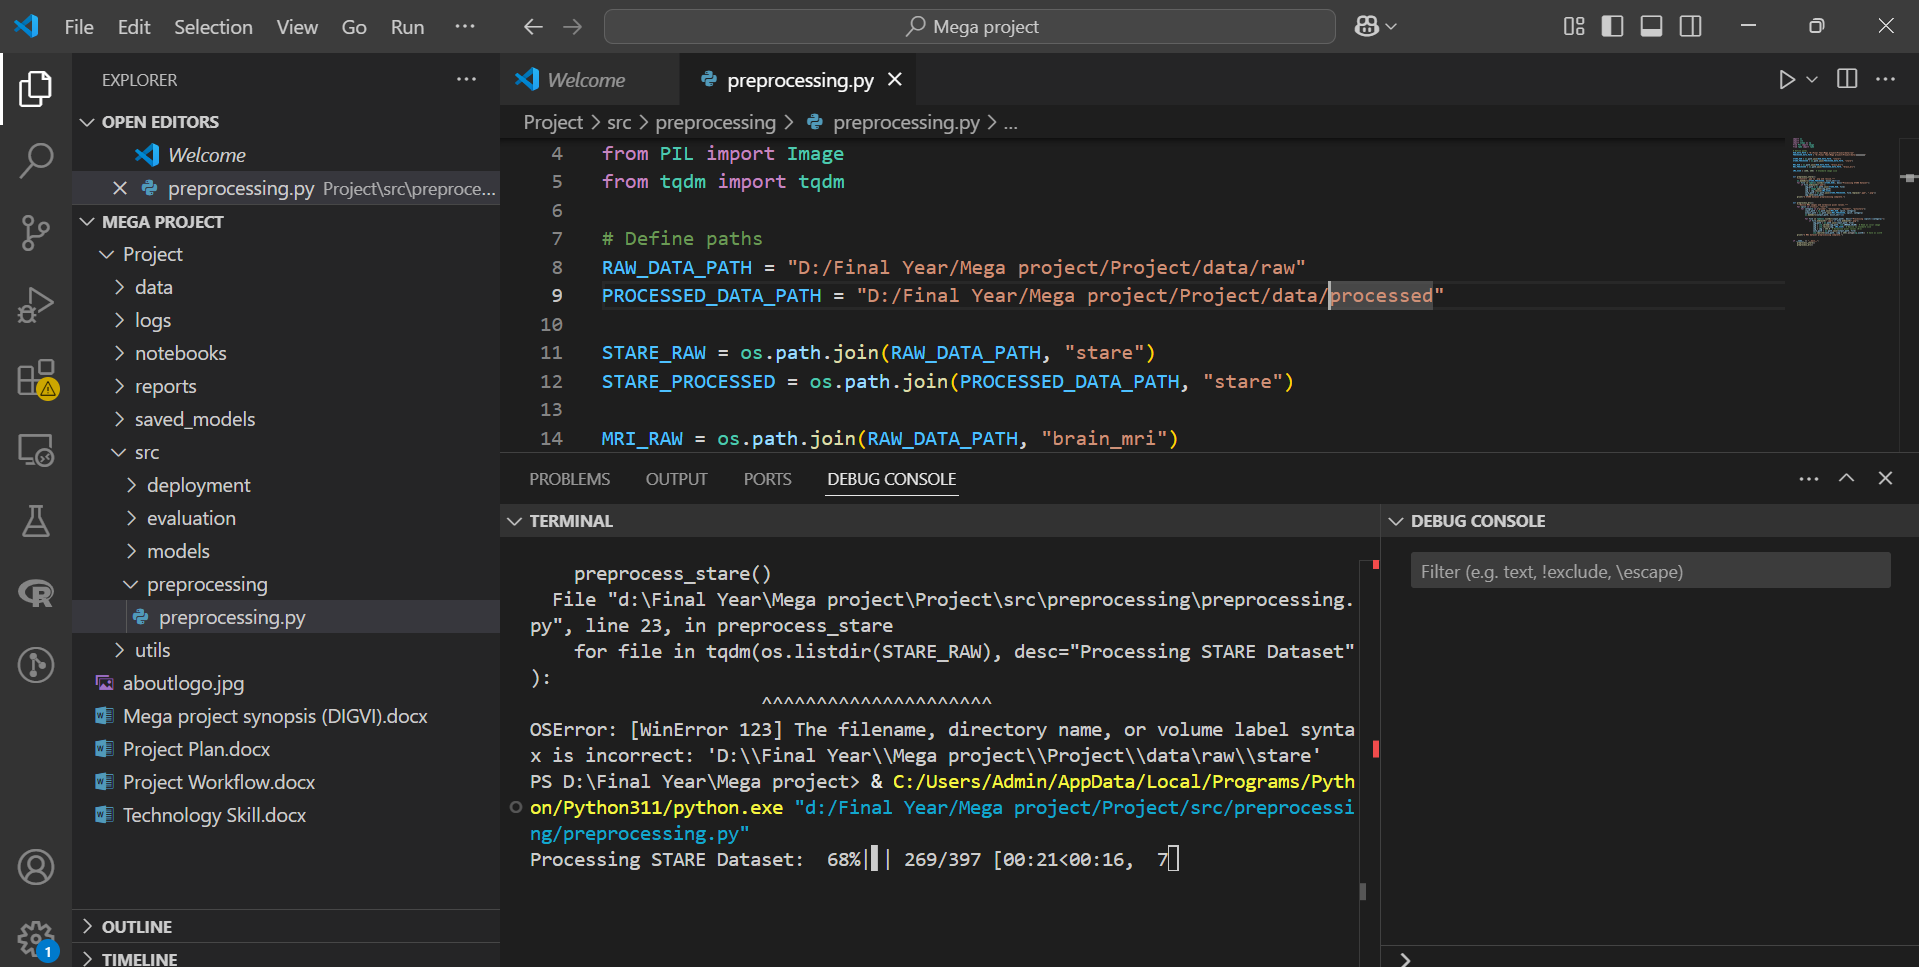 File Edit Selection View Go Run ···
Mega project
EXPLORER
OPEN EDITORS
Welcome
preprocessing.py Project\src\preproce...
MEGA PROJECT
Project
data
logs
notebooks
reports
saved_models
src
deployment
evaluation
models
preprocessing
preprocessing.py
utils
aboutlogo.jpg
Mega project synopsis (DIGVI).docx
Project Plan.docx
Project Workflow.docx
Technology Skill.docx
1
OUTLINE
TIMELINE
Welcome preprocessing.py
Project > src > preprocessing > preprocessing.py > ...
4 from PIL import Image
5 from tqdm import tqdm
6
7 # Define paths
8 RAW_DATA_PATH = "D:/Final Year/Mega project/Project/data/raw"
9 PROCESSED_DATA_PATH = "D:/Final Year/Mega project/Project/data/processed"
10
11 STARE_RAW = os.path.join(RAW_DATA_PATH, "stare")
12 STARE_PROCESSED = os.path.join(PROCESSED_DATA_PATH, "stare")
13
14 MRI_RAW = os.path.join(RAW_DATA_PATH, "brain_mri")
PROBLEMS OUTPUT PORTS DEBUG CONSOLE
TERMINAL
preprocess_stare()
File "d:\Final Year\Mega project\Project\src\preprocessing\preprocessing.
py", line 23, in preprocess_stare
for file in tqdm(os.listdir(STARE_RAW), desc="Processing STARE Dataset"
):
^^^^^^^^^^^^^^^^^^^^^
OSError: [WinError 123] The filename, directory name, or volume label synta
x is incorrect: 'D:\\Final Year\\Mega project\\Project\\data\raw\\stare'
PS D:\Final Year\Mega project> & C:/Users/Admin/AppData/Local/Programs/Pyth
on/Python311/python.exe "d:/Final Year/Mega project/Project/src/preprocessi
ng/preprocessing.py"
Processing STARE Dataset: 68%|▌| 269/397 [00:21<00:16, 7
DEBUG CONSOLE
Filter (e.g. text, !exclude, \escape)